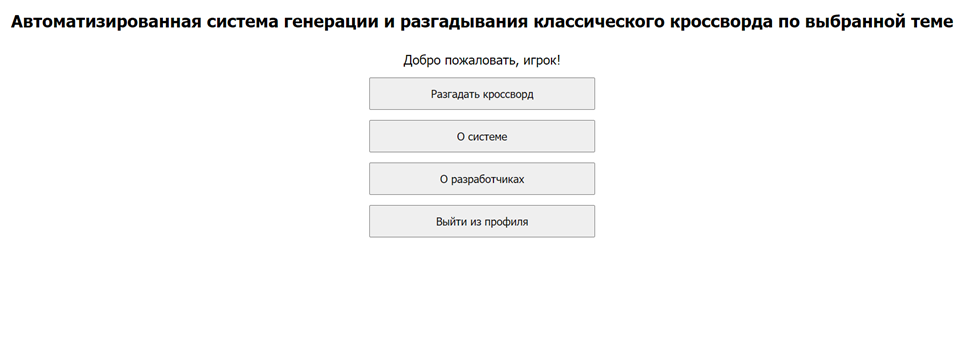 Автоматизированная система генерации и разгадывания классического кроссворда по выбранной теме
Добро пожаловать, игрок!
Разгадать кроссворд
О системе
О разработчиках
Выйти из профиля